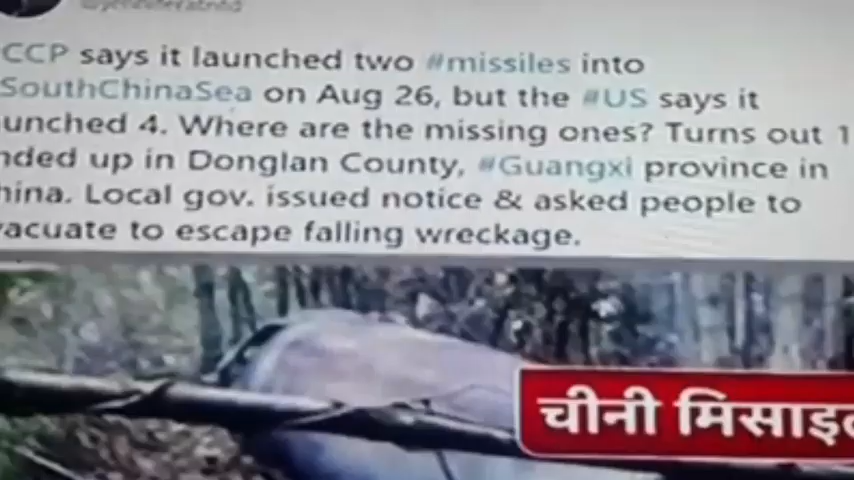 CCP says it launched two #missiles into
SouthChinaSea on Aug 26, but the #US says it
unched 4. Where are the missing ones? Turns out 1
nded up in Donglan County, #Guangxi province in
hina. Local gov. issued notice & asked people to
vacuate to escape falling wreckage.
चीनी मिसाइल